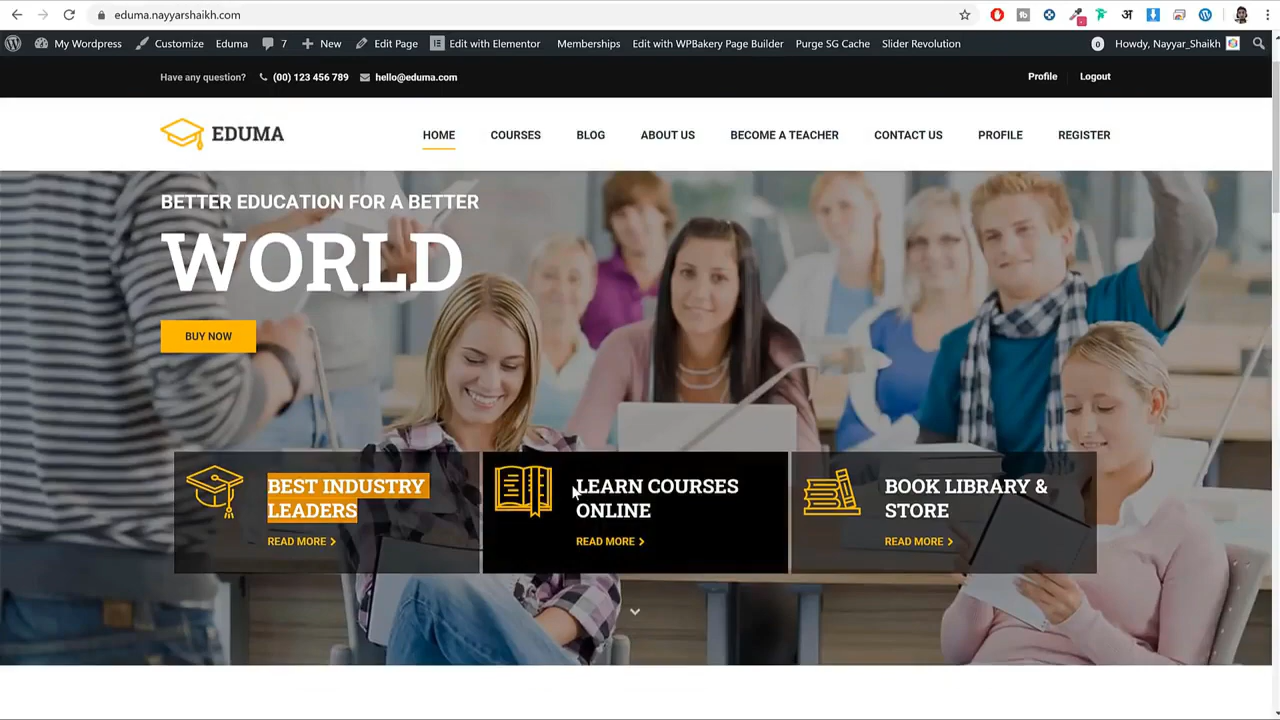 eduma.nayyarshaikh.com
My Wordpress Customize Eduma 7 New Edit Page Edit with Elementor Memberships Edit with WPBakery Page Builder Purge SG Cache Slider Revolution 0 Howdy, Nayyar_Shaikh
Have any question? (00) 123 456 789 hello@eduma.com Profile Logout
EDUMA HOME COURSES BLOG ABOUT US BECOME A TEACHER CONTACT US PROFILE REGISTER
BETTER EDUCATION FOR A BETTER
WORLD
BUY NOW
BEST INDUSTRY
LEADERS
READ MORE
LEARN COURSES
ONLINE
READ MORE
BOOK LIBRARY &
STORE
READ MORE